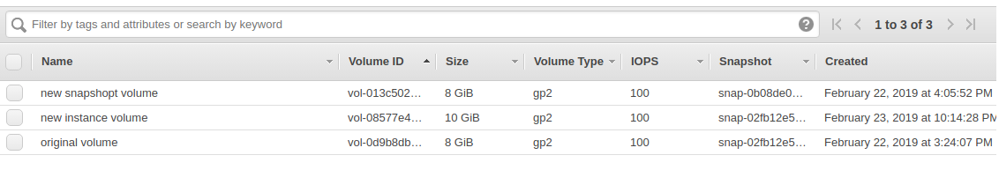 Filter by tags and attributes or search by keyword ? 1 to 3 of 3
Name Volume ID Size Volume Type IOPS Snapshot Created
new snapshopt volume vol-013c502... 8 GiB gp2 100 snap-0b08de0... February 22, 2019 at 4:05:52 PM
new instance volume vol-08577e4... 10 GiB gp2 100 snap-02fb12e5... February 23, 2019 at 10:14:28 PM
original volume vol-0d9b8db... 8 GiB gp2 100 snap-02fb12e5... February 22, 2019 at 3:24:07 PM